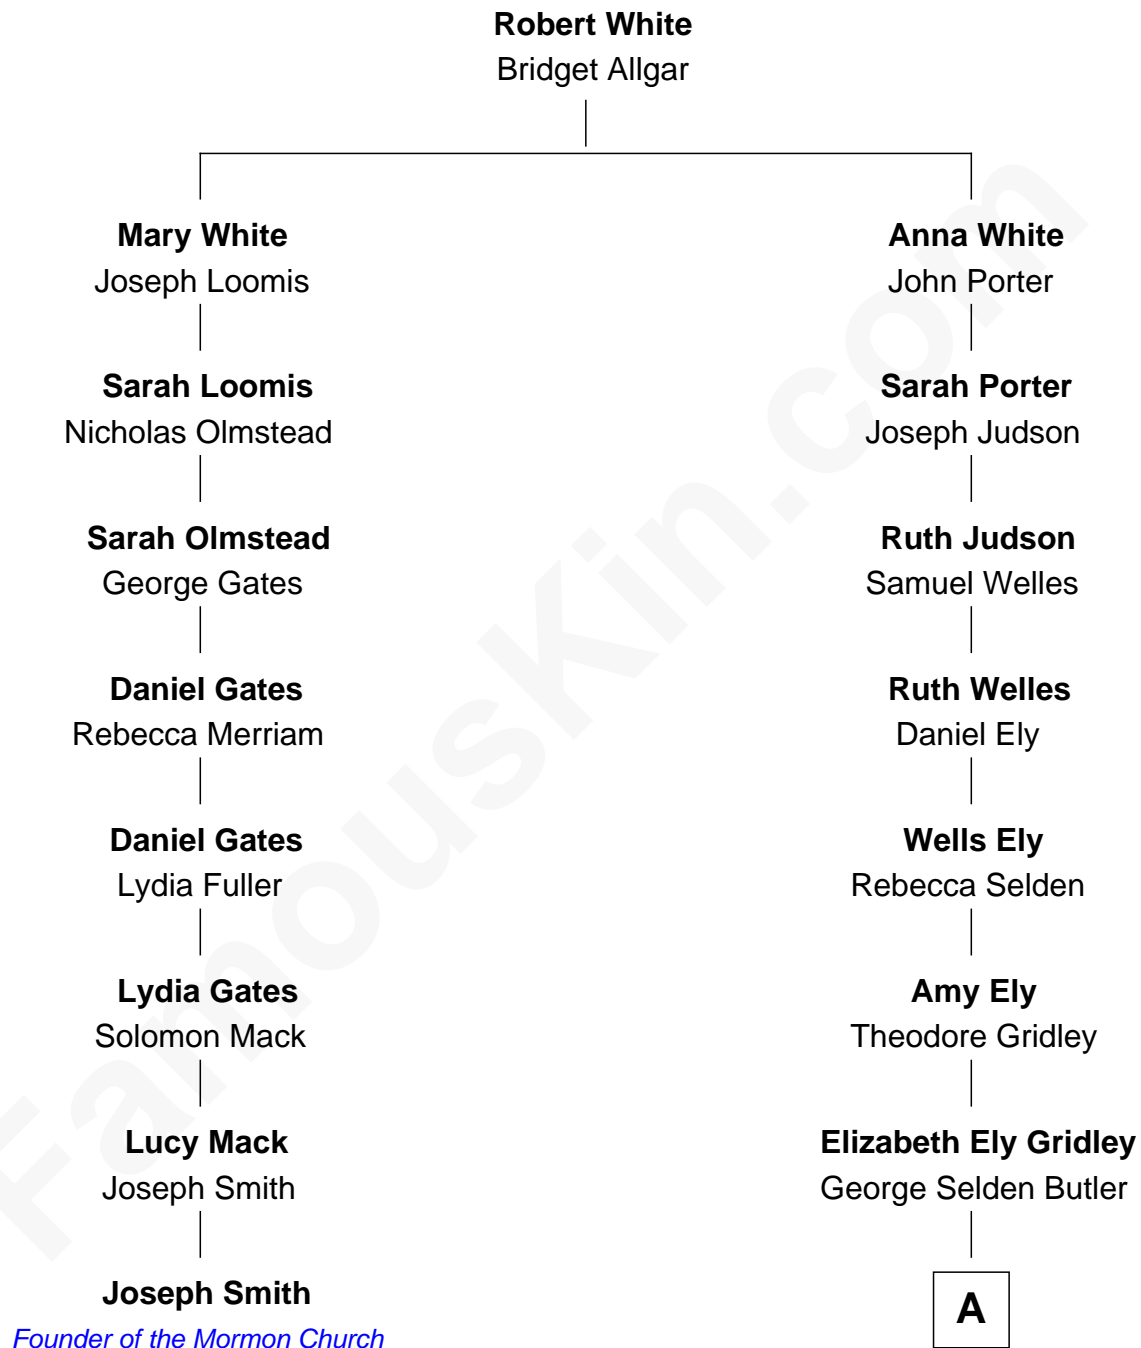 Robert White
Bridget Allgar
Mary White
Anna White
Joseph Loomis
John Porter
Sarah Loomis
Sarah Porter
Nicholas Olmstead
Joseph Judson
Sarah Olmstead
Ruth Judson
George Gates
Samuel Welles
Daniel Gates
Ruth Welles
Rebecca Merriam
Daniel Ely
Daniel Gates
Wells Ely
Lydia Fuller
Rebecca Selden
Lydia Gates
Amy Ely
Solomon Mack
Theodore Gridley
Lucy Mack
Elizabeth Ely Gridley
Joseph Smith
George Selden Butler
Joseph Smith
A
Founder of the Mormon Church
FamousKin.com